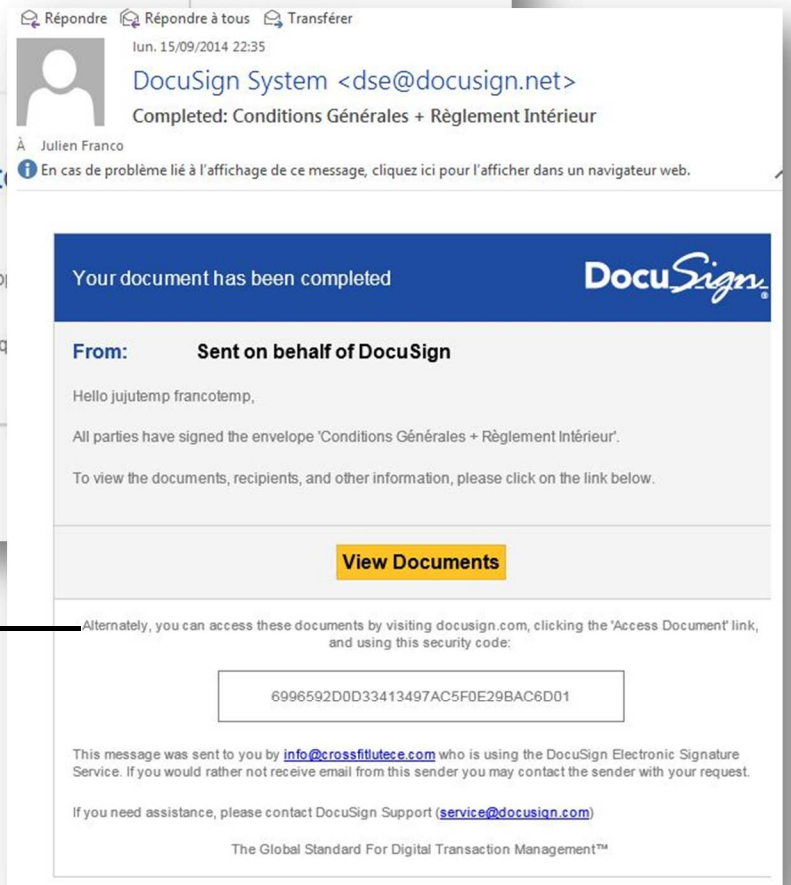 Répondre Répondre à tous Transférer
lun. 15/09/2014 22:35
DocuSign System <dse@docusign.net>
Completed: Conditions Générales + Règlement Intérieur
À Julien Franco
En cas de problème lié à l'affichage de ce message, cliquez ici pour l'afficher dans un navigateur web.
Your document has been completed
DocuSign®
From: Sent on behalf of DocuSign
Hello jujutemp francotemp,
All parties have signed the envelope 'Conditions Générales + Règlement Intérieur'.
To view the documents, recipients, and other information, please click on the link below.
View Documents
Alternately, you can access these documents by visiting docusign.com, clicking the 'Access Document' link,
and using this security code:
6996592D0D33413497AC5F0E29BAC6D01
This message was sent to you by info@crossfitlutece.com who is using the DocuSign Electronic Signature
Service. If you would rather not receive email from this sender you may contact the sender with your request.
If you need assistance, please contact DocuSign Support (service@docusign.com)
The Global Standard For Digital Transaction Management™